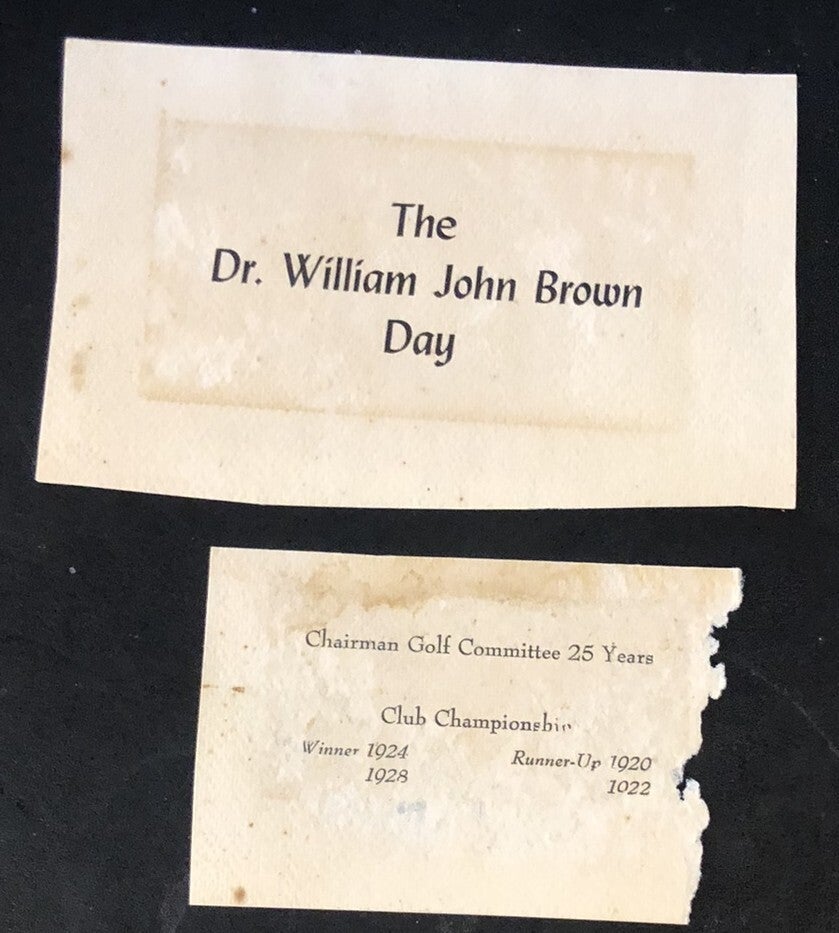 The
Dr. William John Brown
Day
Chairman Golf Committee 25 Years
Club Championship
Winner 1924
1928
Runner-Up 1920
1922